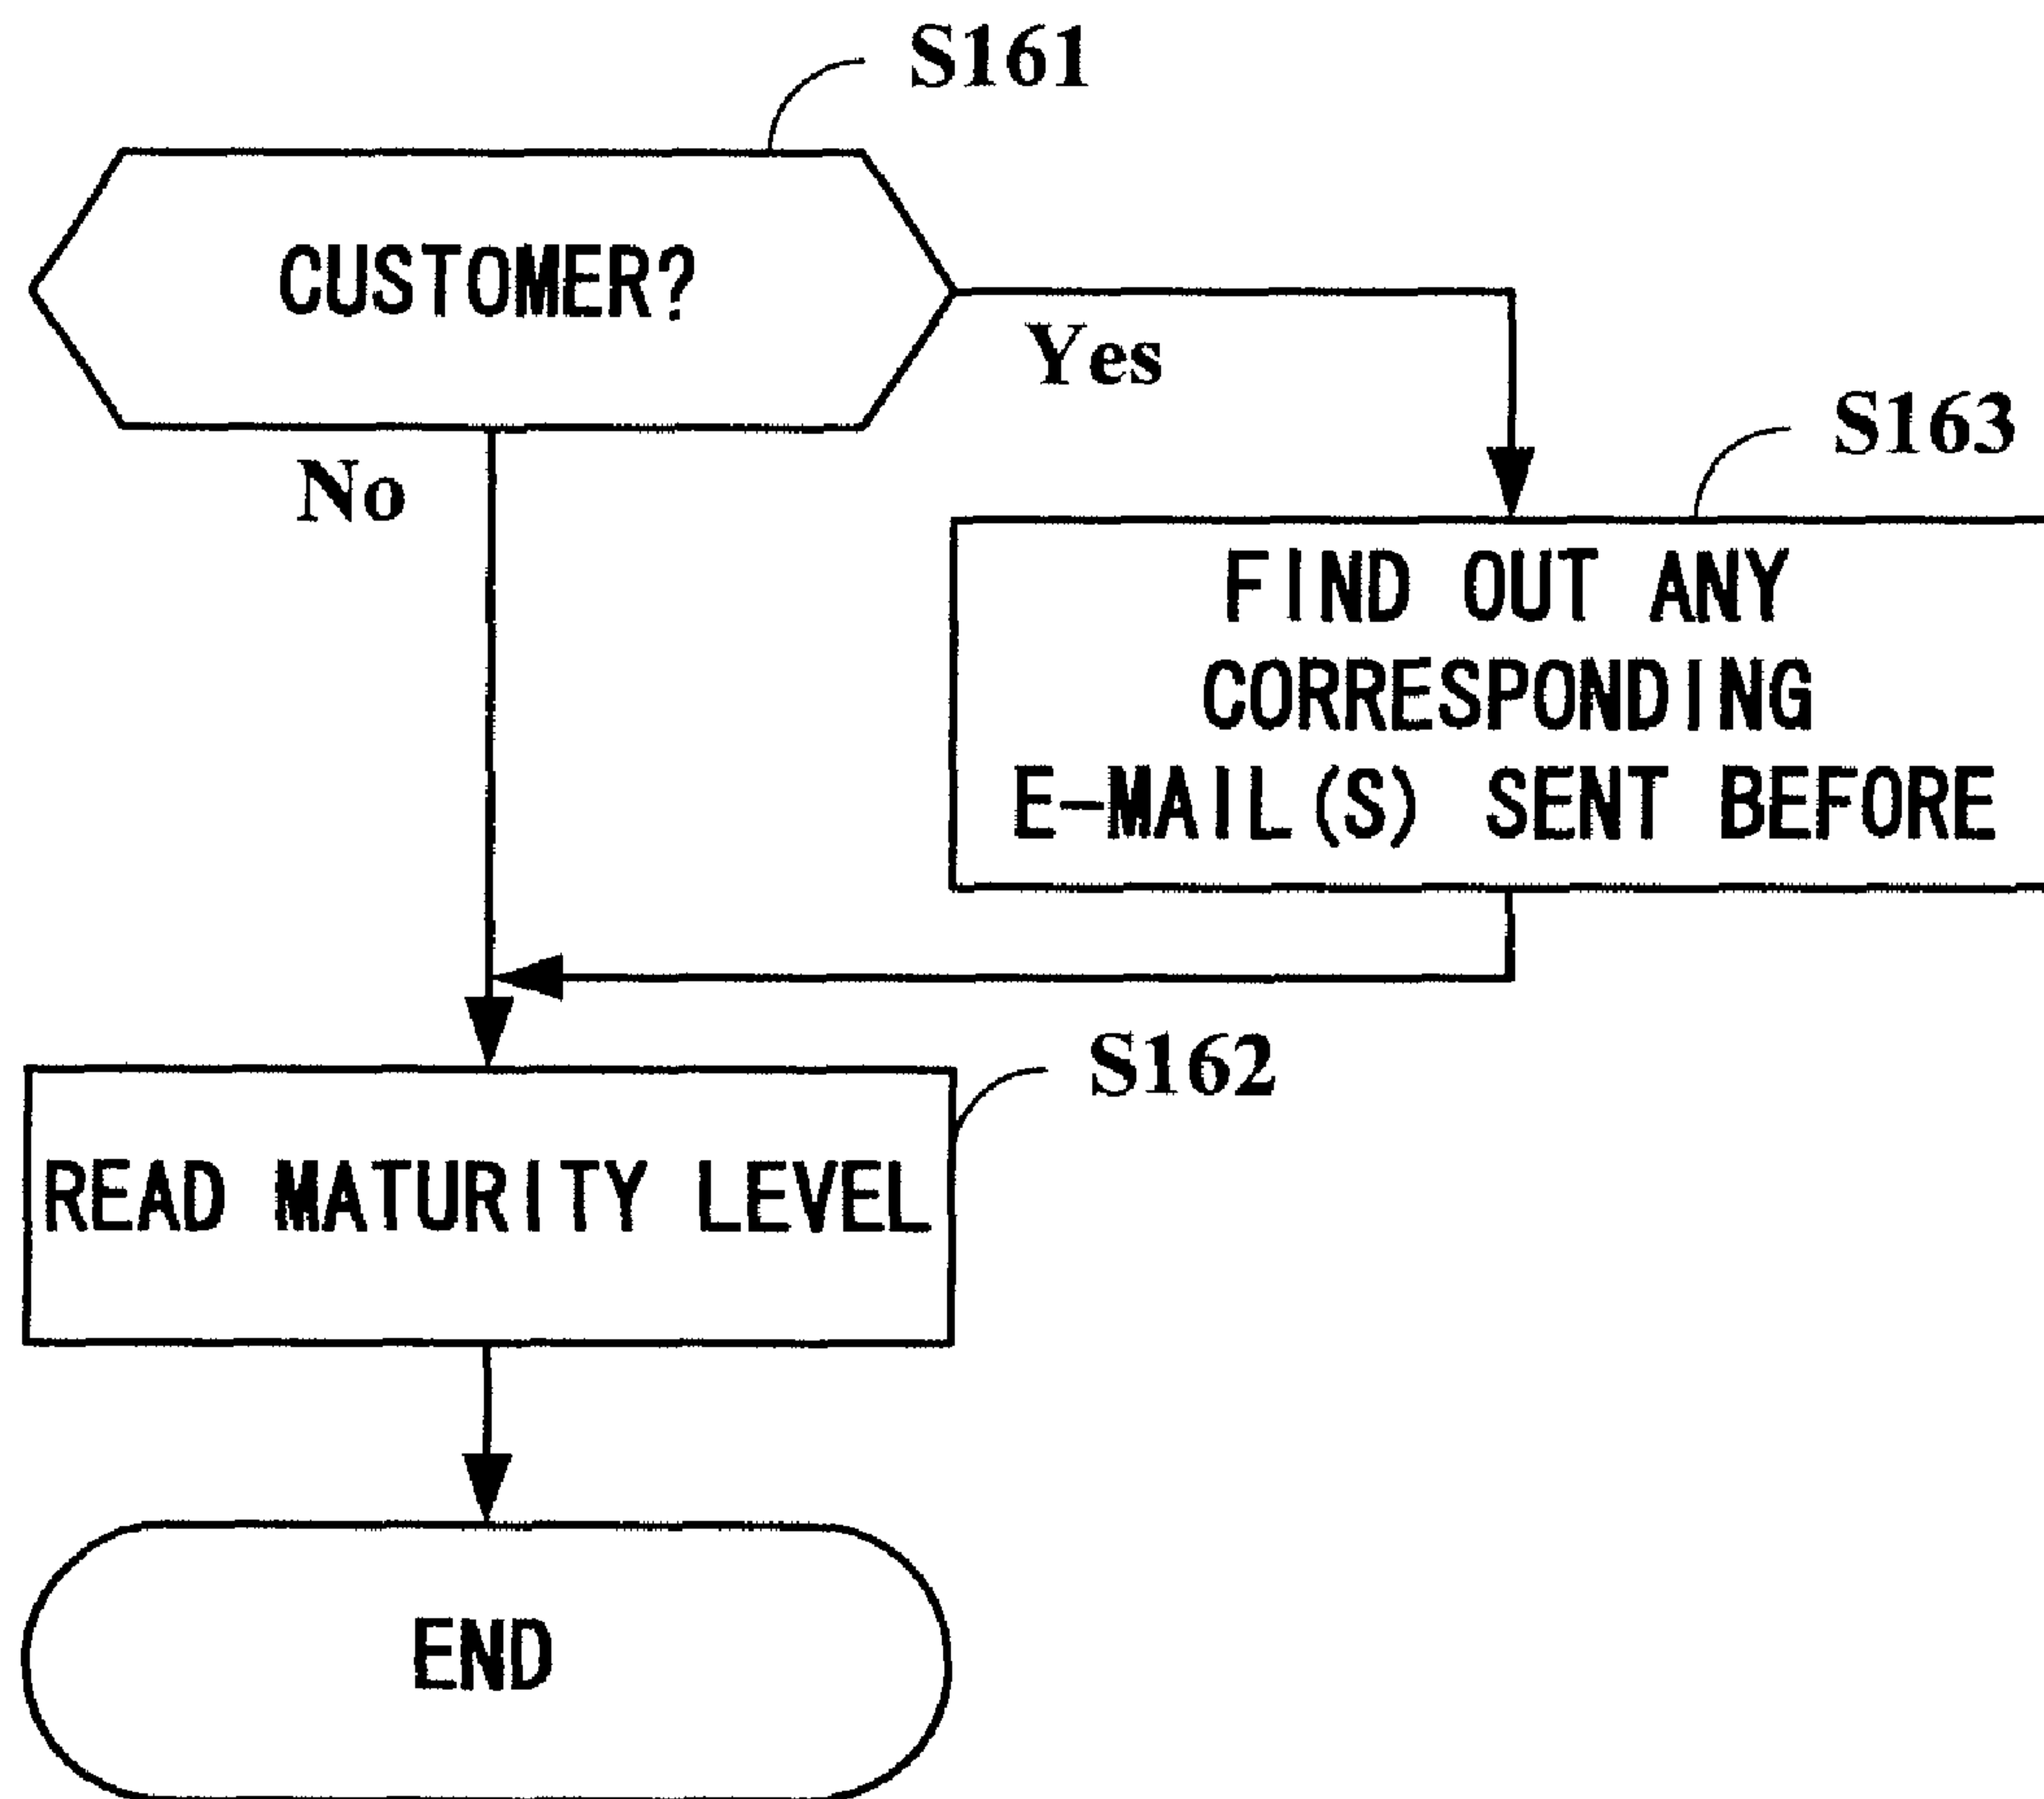 S161
CUSTOMER?
Yes
No
S163
FIND OUT ANY
CORRESPONDING
E-MAIL(S) SENT BEFORE
S162
READ MATURITY LEVEL
END